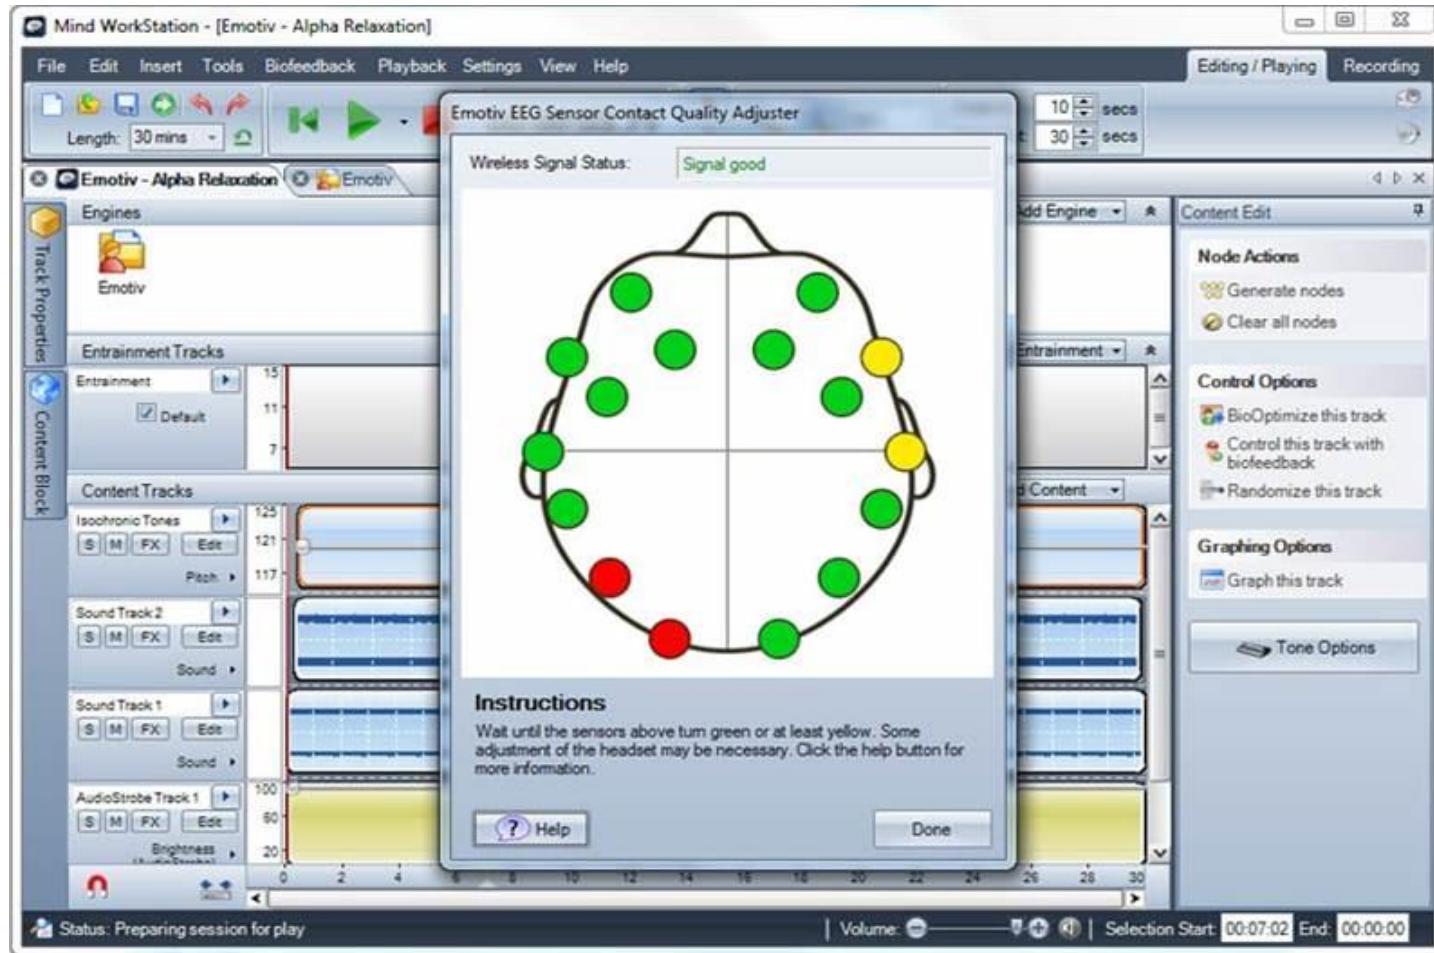 Mind WorkStation - [Emotiv - Alpha Relaxation]
File Edit Insert Tools Biofeedback Playback Settings View Help
Editing / Playing Recording
Length: 30 mins
10 secs
30 secs
Emotiv - Alpha Relaxation
Emotiv
Track Properties
Content Block
Engines
Add Engine
Emotiv
Entrainment Tracks
Entrainment
Entrainment
Default
15
11
7
Content Tracks
Content
Isochronic Tones
S M FX Edit
Pitch
125
121
117
Sound Track 2
S M FX Edit
Sound
Sound Track 1
S M FX Edit
Sound
AudioStrobe Track 1
S M FX Edit
Brightness
100
60
20
0 2 4 6 8 10 12 14 16 18 20 22 24 26 28 30
Emotiv EEG Sensor Contact Quality Adjuster
Wireless Signal Status: Signal good
Instructions
Wait until the sensors above turn green or at least yellow. Some
adjustment of the headset may be necessary. Click the help button for
more information.
? Help
Done
Content Edit
Node Actions
Generate nodes
Clear all nodes
Control Options
BioOptimize this track
Control this track with
biofeedback
Randomize this track
Graphing Options
Graph this track
Tone Options
Status: Preparing session for play
Volume:
Selection Start: 00:07:02 End: 00:00:00